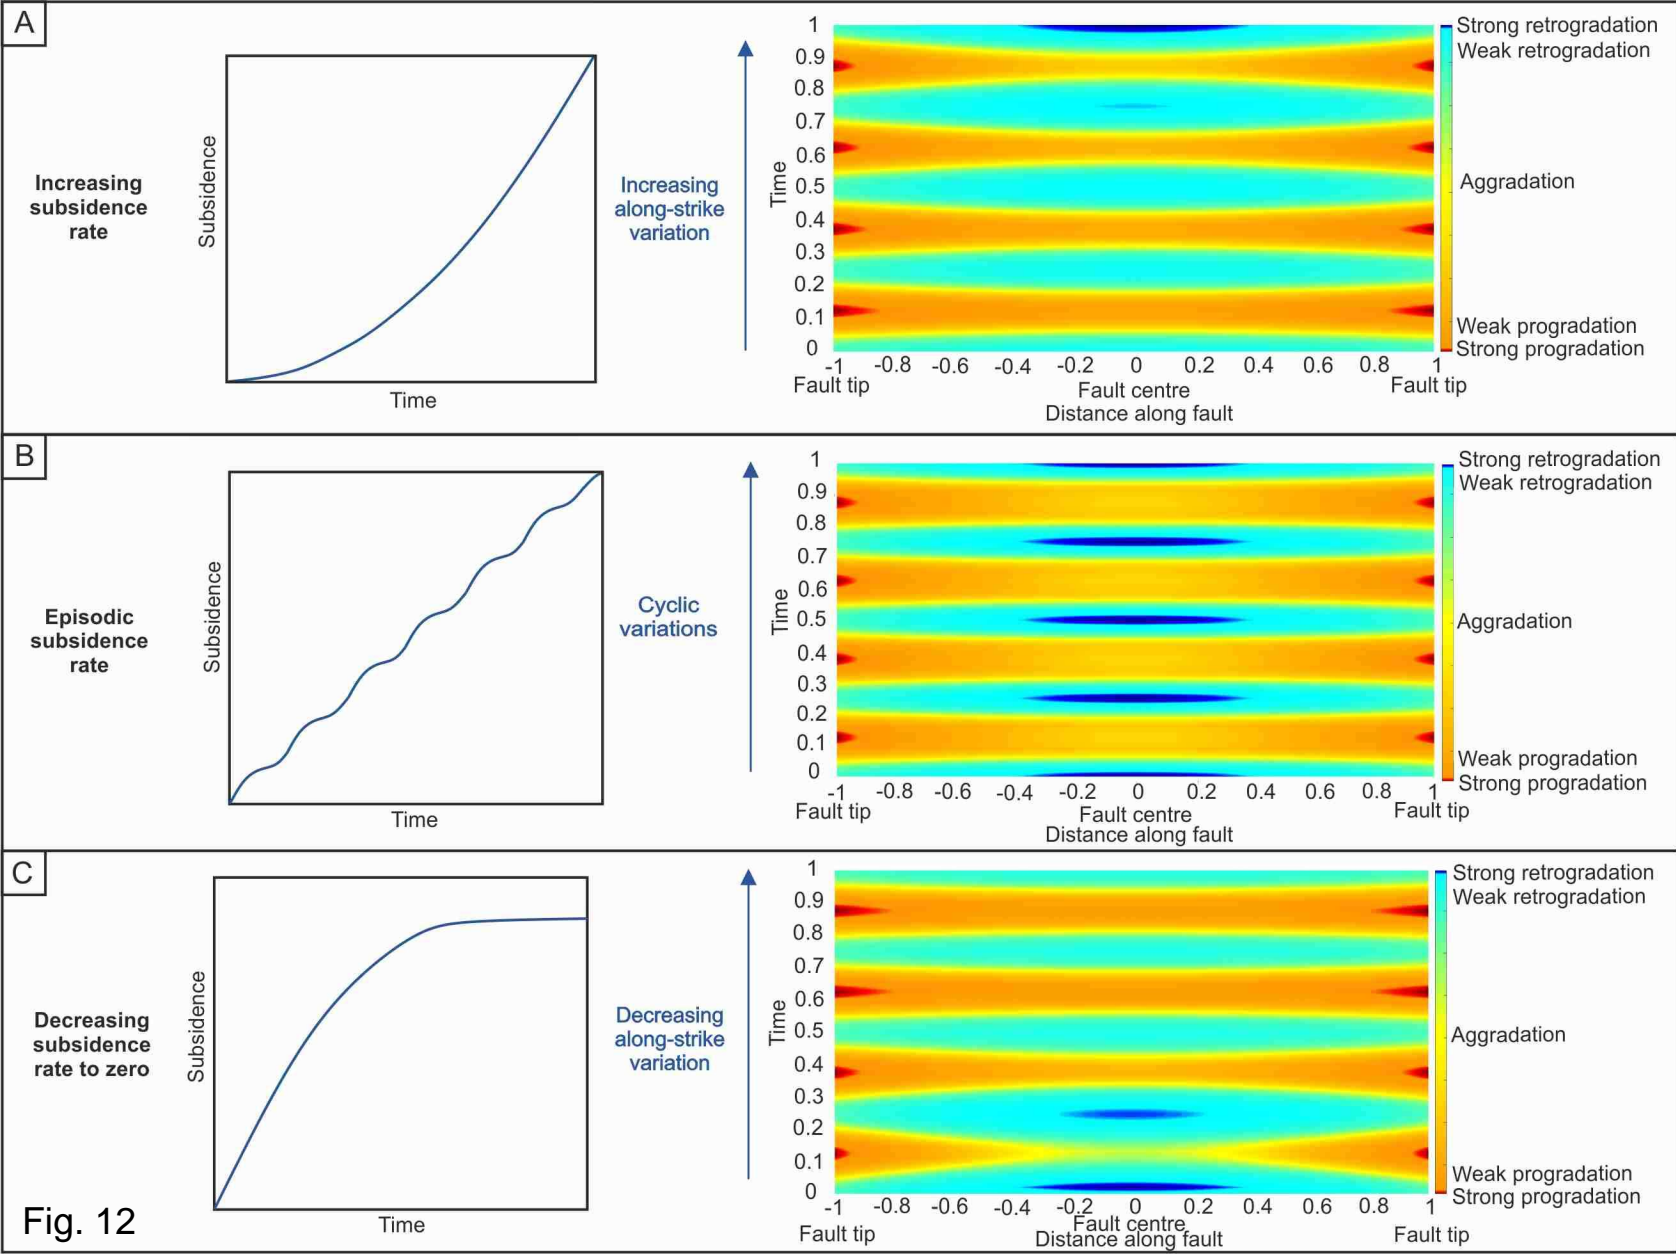 A
Increasing
subsidence
rate
Subsidence
Time
Increasing
along-strike
variation
Time
1
0.9
0.8
0.7
0.6
0.5
0.4
0.3
0.2
0.1
0
-1 -0.8 -0.6 -0.4 -0.2 0 0.2 0.4 0.6 0.8 1
Fault tip Fault centre Fault tip
Distance along fault
Strong retrogradation
Weak retrogradation
Aggradation
Weak progradation
Strong progradation
B
Episodic
subsidence
rate
Subsidence
Time
Cyclic
variations
Time
1
0.9
0.8
0.7
0.6
0.5
0.4
0.3
0.2
0.1
0
-1 -0.8 -0.6 -0.4 -0.2 0 0.2 0.4 0.6 0.8 1
Fault tip Fault centre Fault tip
Distance along fault
Strong retrogradation
Weak retrogradation
Aggradation
Weak progradation
Strong progradation
C
Decreasing
subsidence
rate to zero
Subsidence
Time
Decreasing
along-strike
variation
Time
1
0.9
0.8
0.7
0.6
0.5
0.4
0.3
0.2
0.1
0
-1 -0.8 -0.6 -0.4 -0.2 0 0.2 0.4 0.6 0.8 1
Fault tip Fault centre Fault tip
Distance along fault
Strong retrogradation
Weak retrogradation
Aggradation
Weak progradation
Strong progradation
Fig. 12